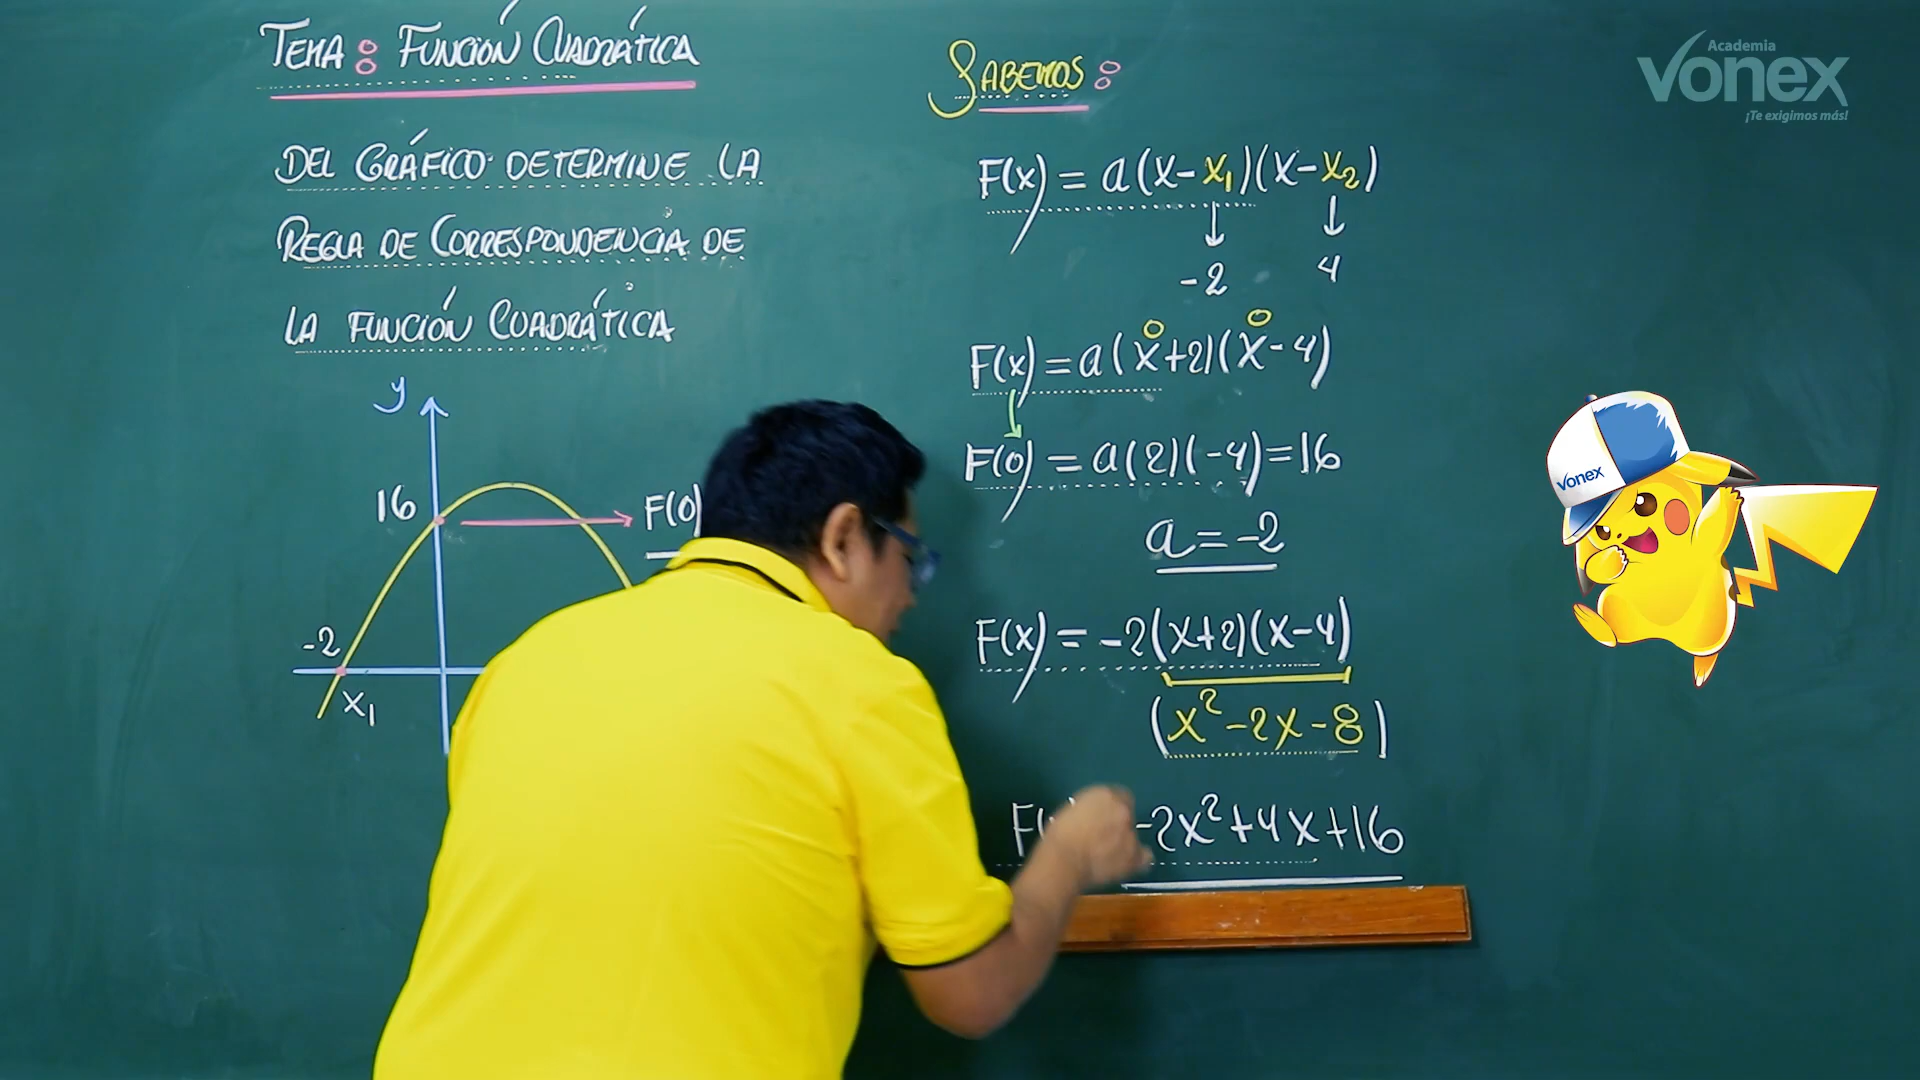 TEMA: FUNCIÓN CUADRÁTICA
DEL GRÁFICO DETERMINE LA
REGLA DE CORRESPONDENCIA DE
LA FUNCIÓN CUADRÁTICA
y
16
F(0)
-2
x₁
SABEMOS:
F(x) = a(x-x₁)(x-x₂)
-2 4
F(x) = a(x+2)(x-4)
F(0) = a(2)(-4)=16
a = -2
F(x) = -2(x+2)(x-4)
(x²-2x-8)
-2x²+4x+16
Academia
Vonex
¡Te exigimos más!
Vonex